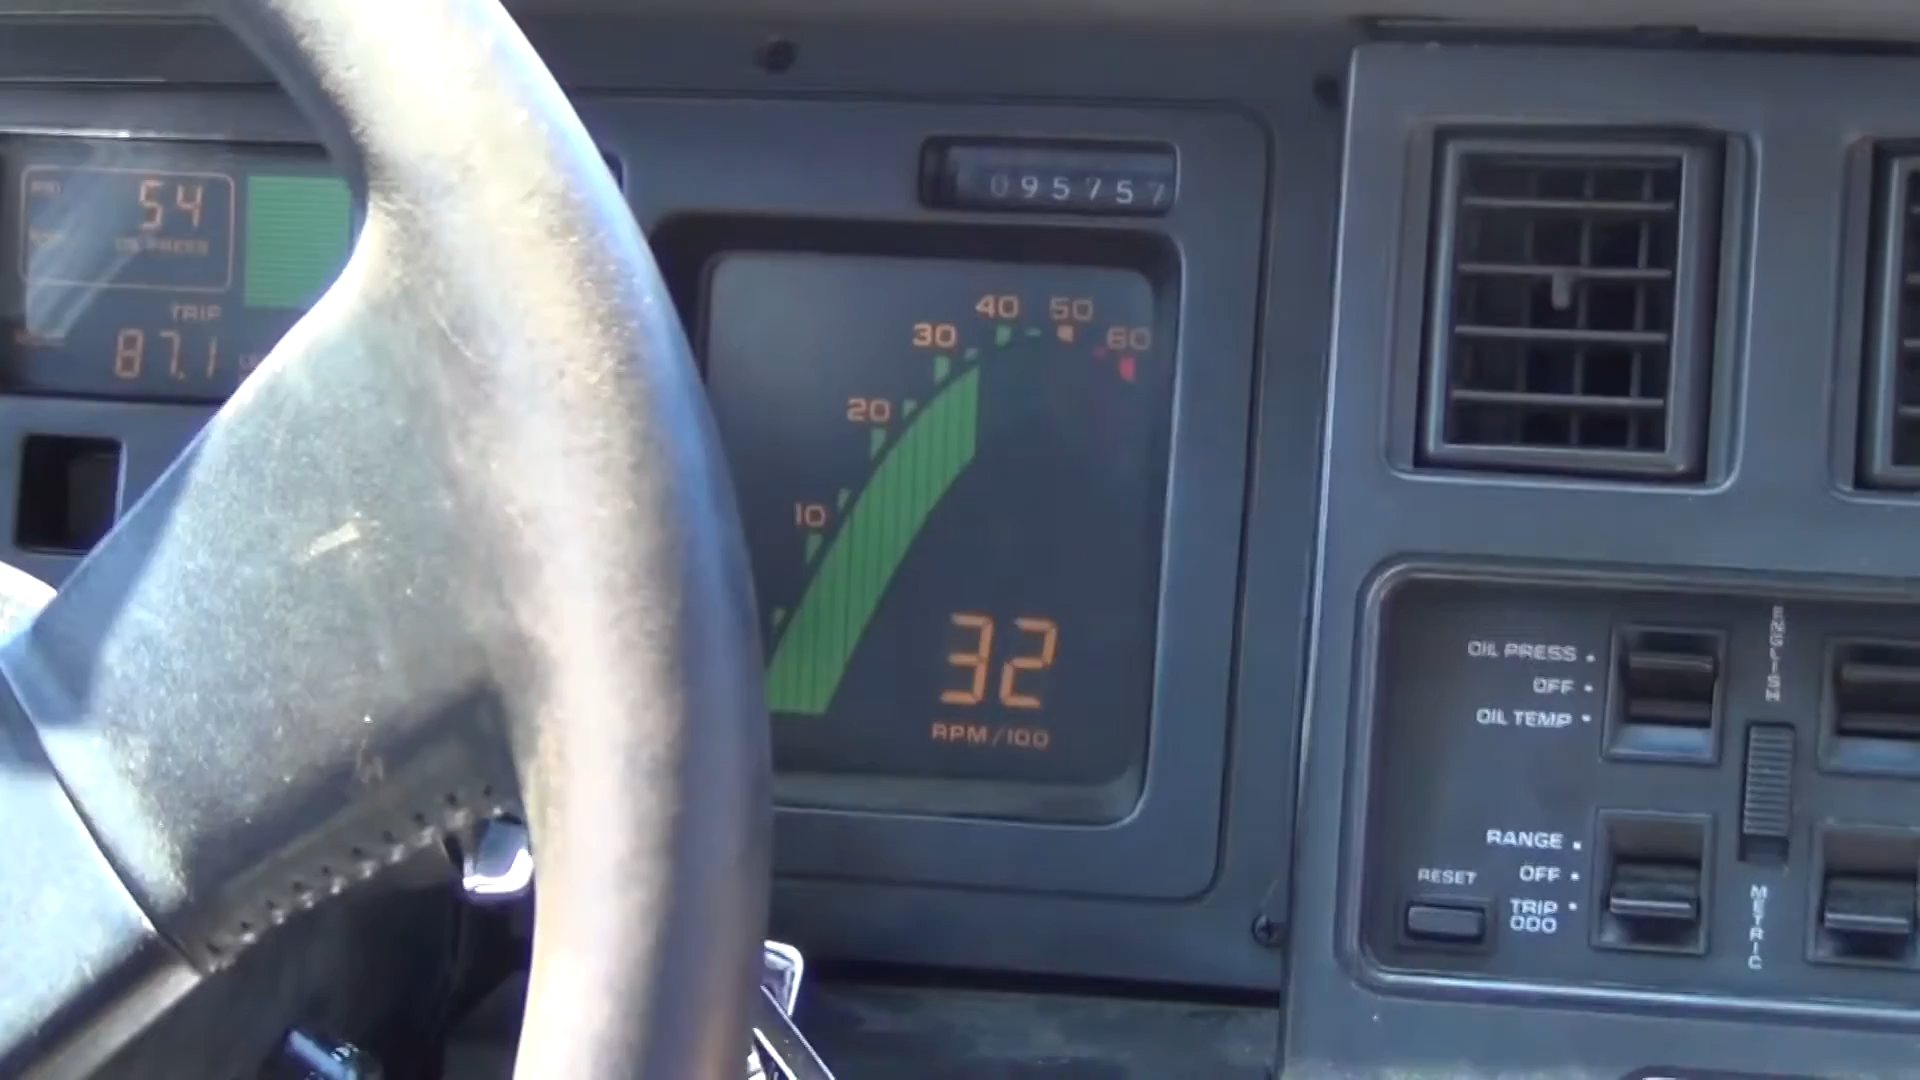 54
OIL PRESS
TRIP
87.1
095757
40 50
30 60
20
10
32
RPM/100
ENGLISH
OIL PRESS
OFF
OIL TEMP
RANGE
OFF
TRIP
ODO
RESET
METRIC